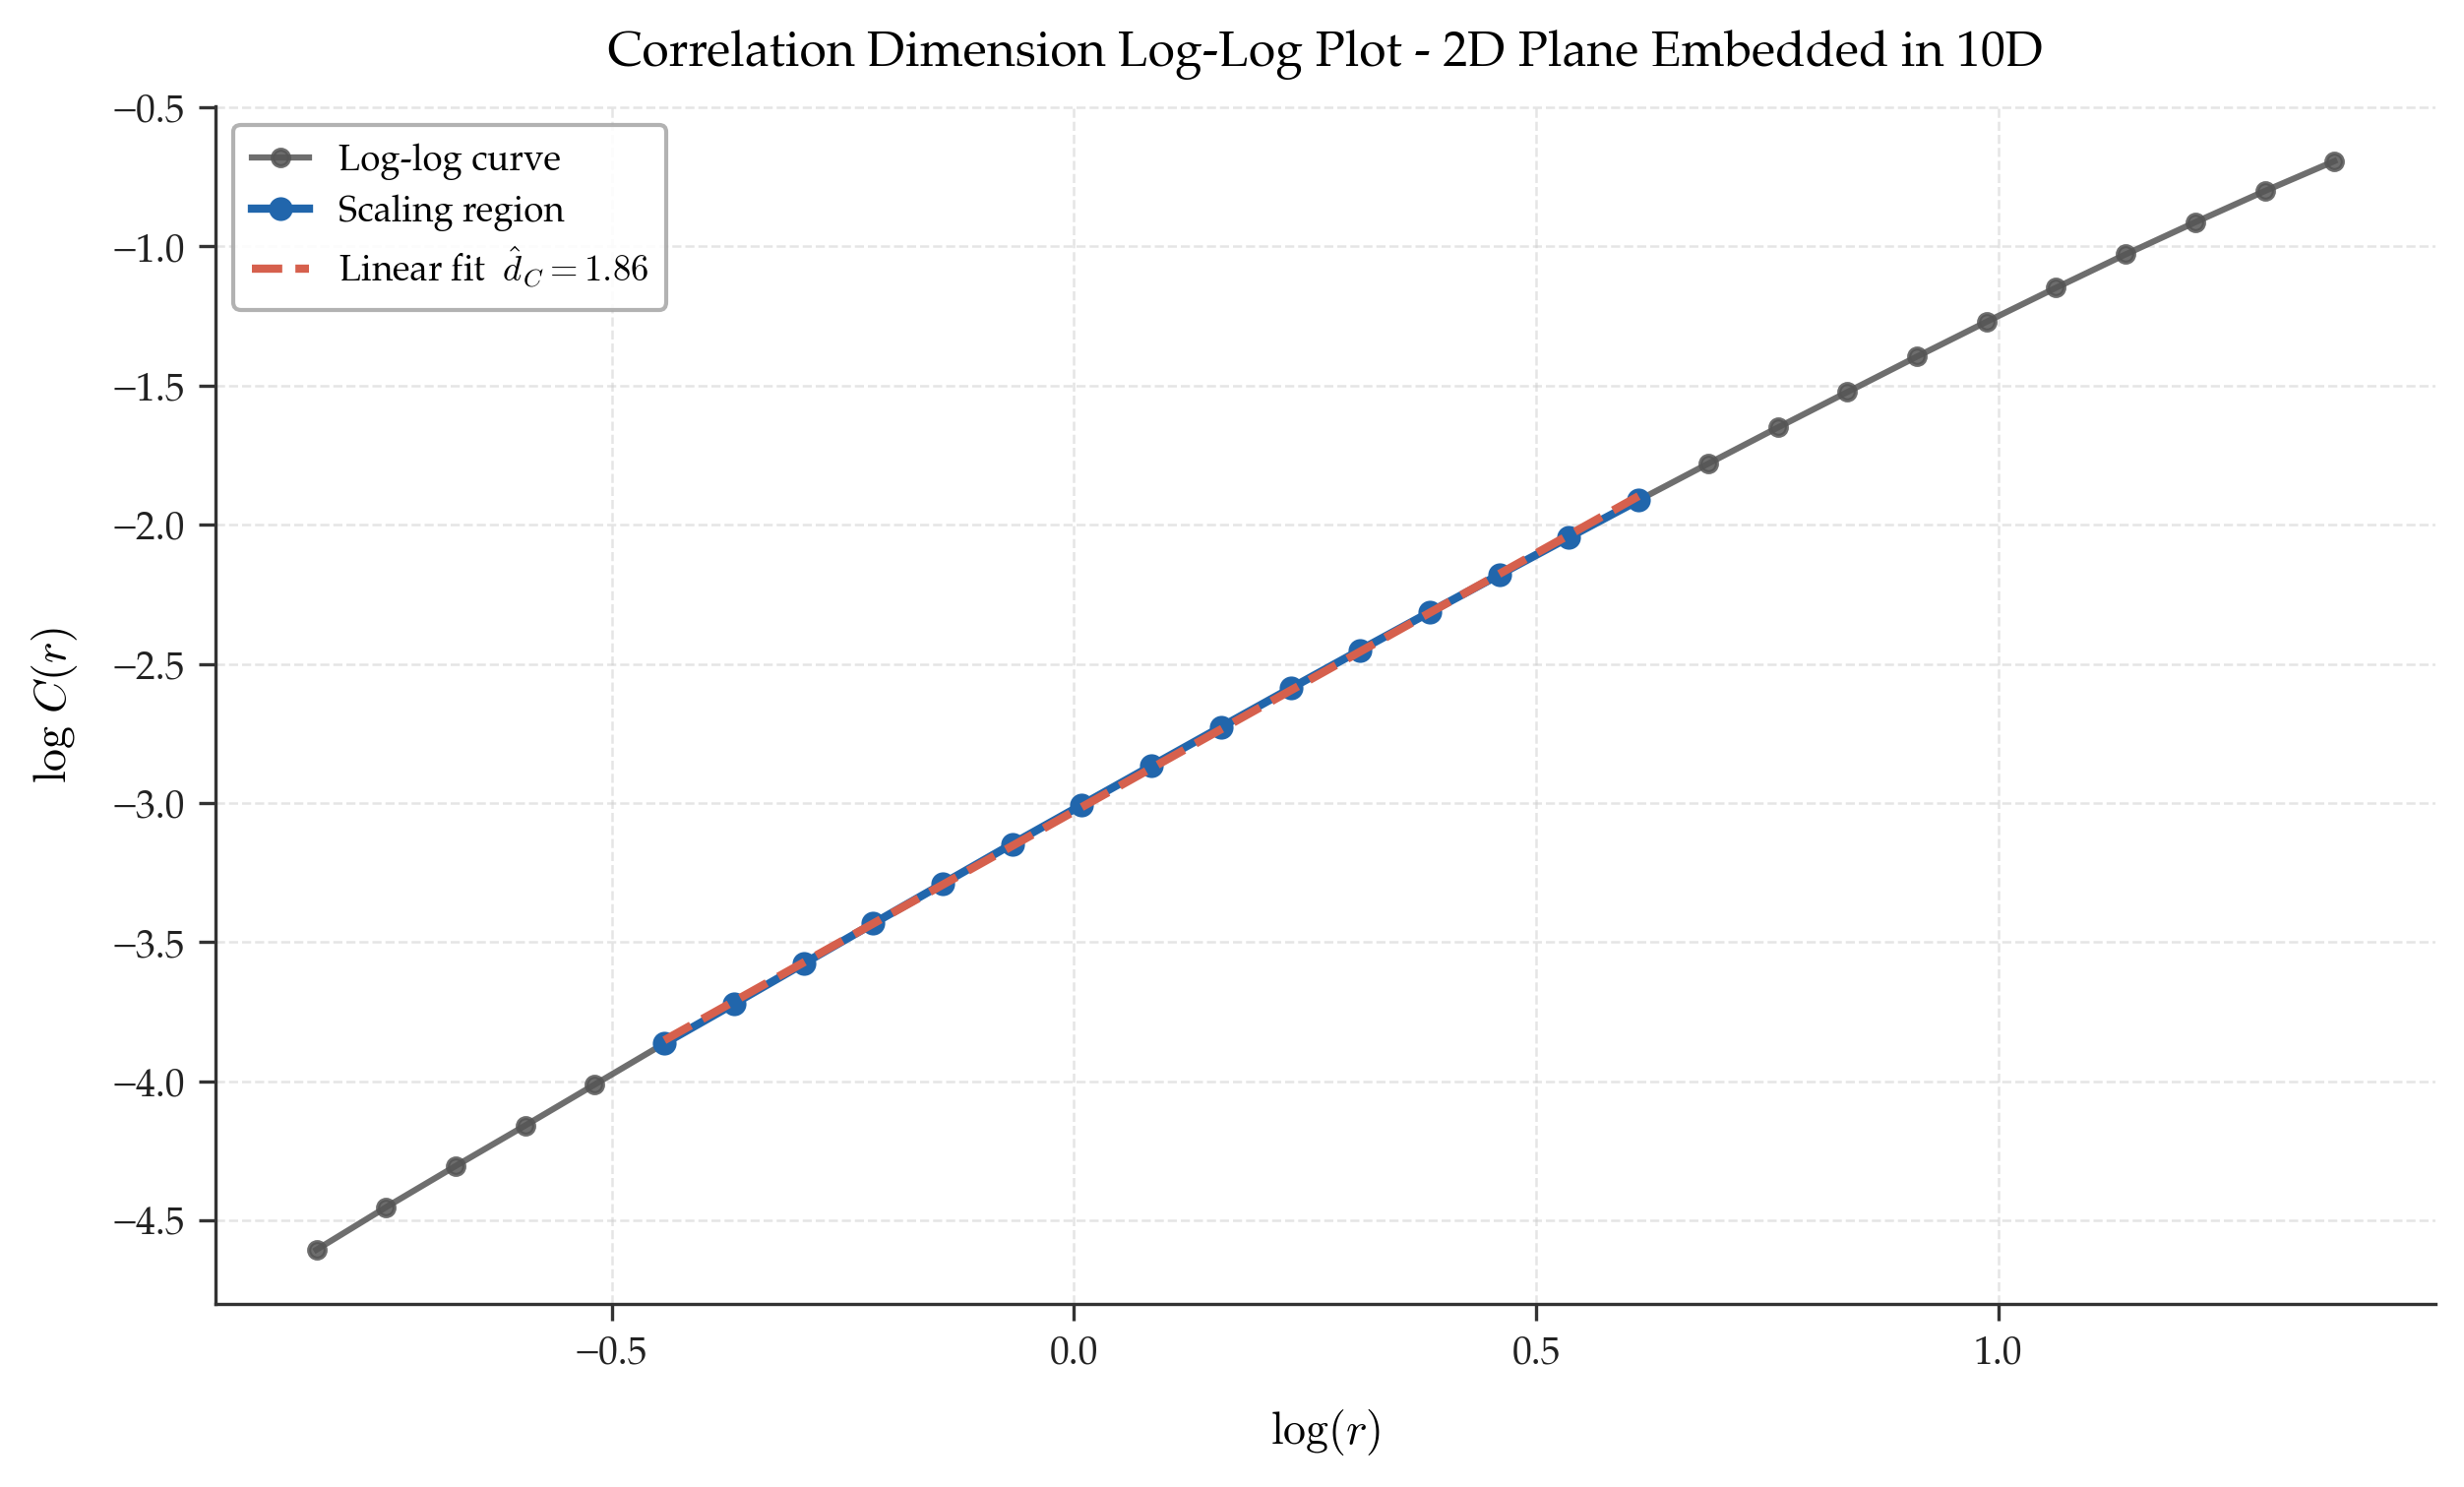 Correlation Dimension Log-Log Plot - 2D Plane Embedded in 10D
Log-log curve
Scaling region
Linear fit $\hat{d}_C = 1.86$
−0.5
−1.0
−1.5
−2.0
−2.5
−3.0
−3.5
−4.0
−4.5
log C(r)
−0.5 0.0 0.5 1.0
log(r)